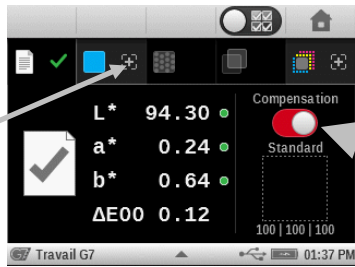 L* 94.30
a* 0.24
b* 0.64
ΔE00 0.12
Compensation
Standard
100 | 100 | 100
G7 Travail G7
01:37 PM